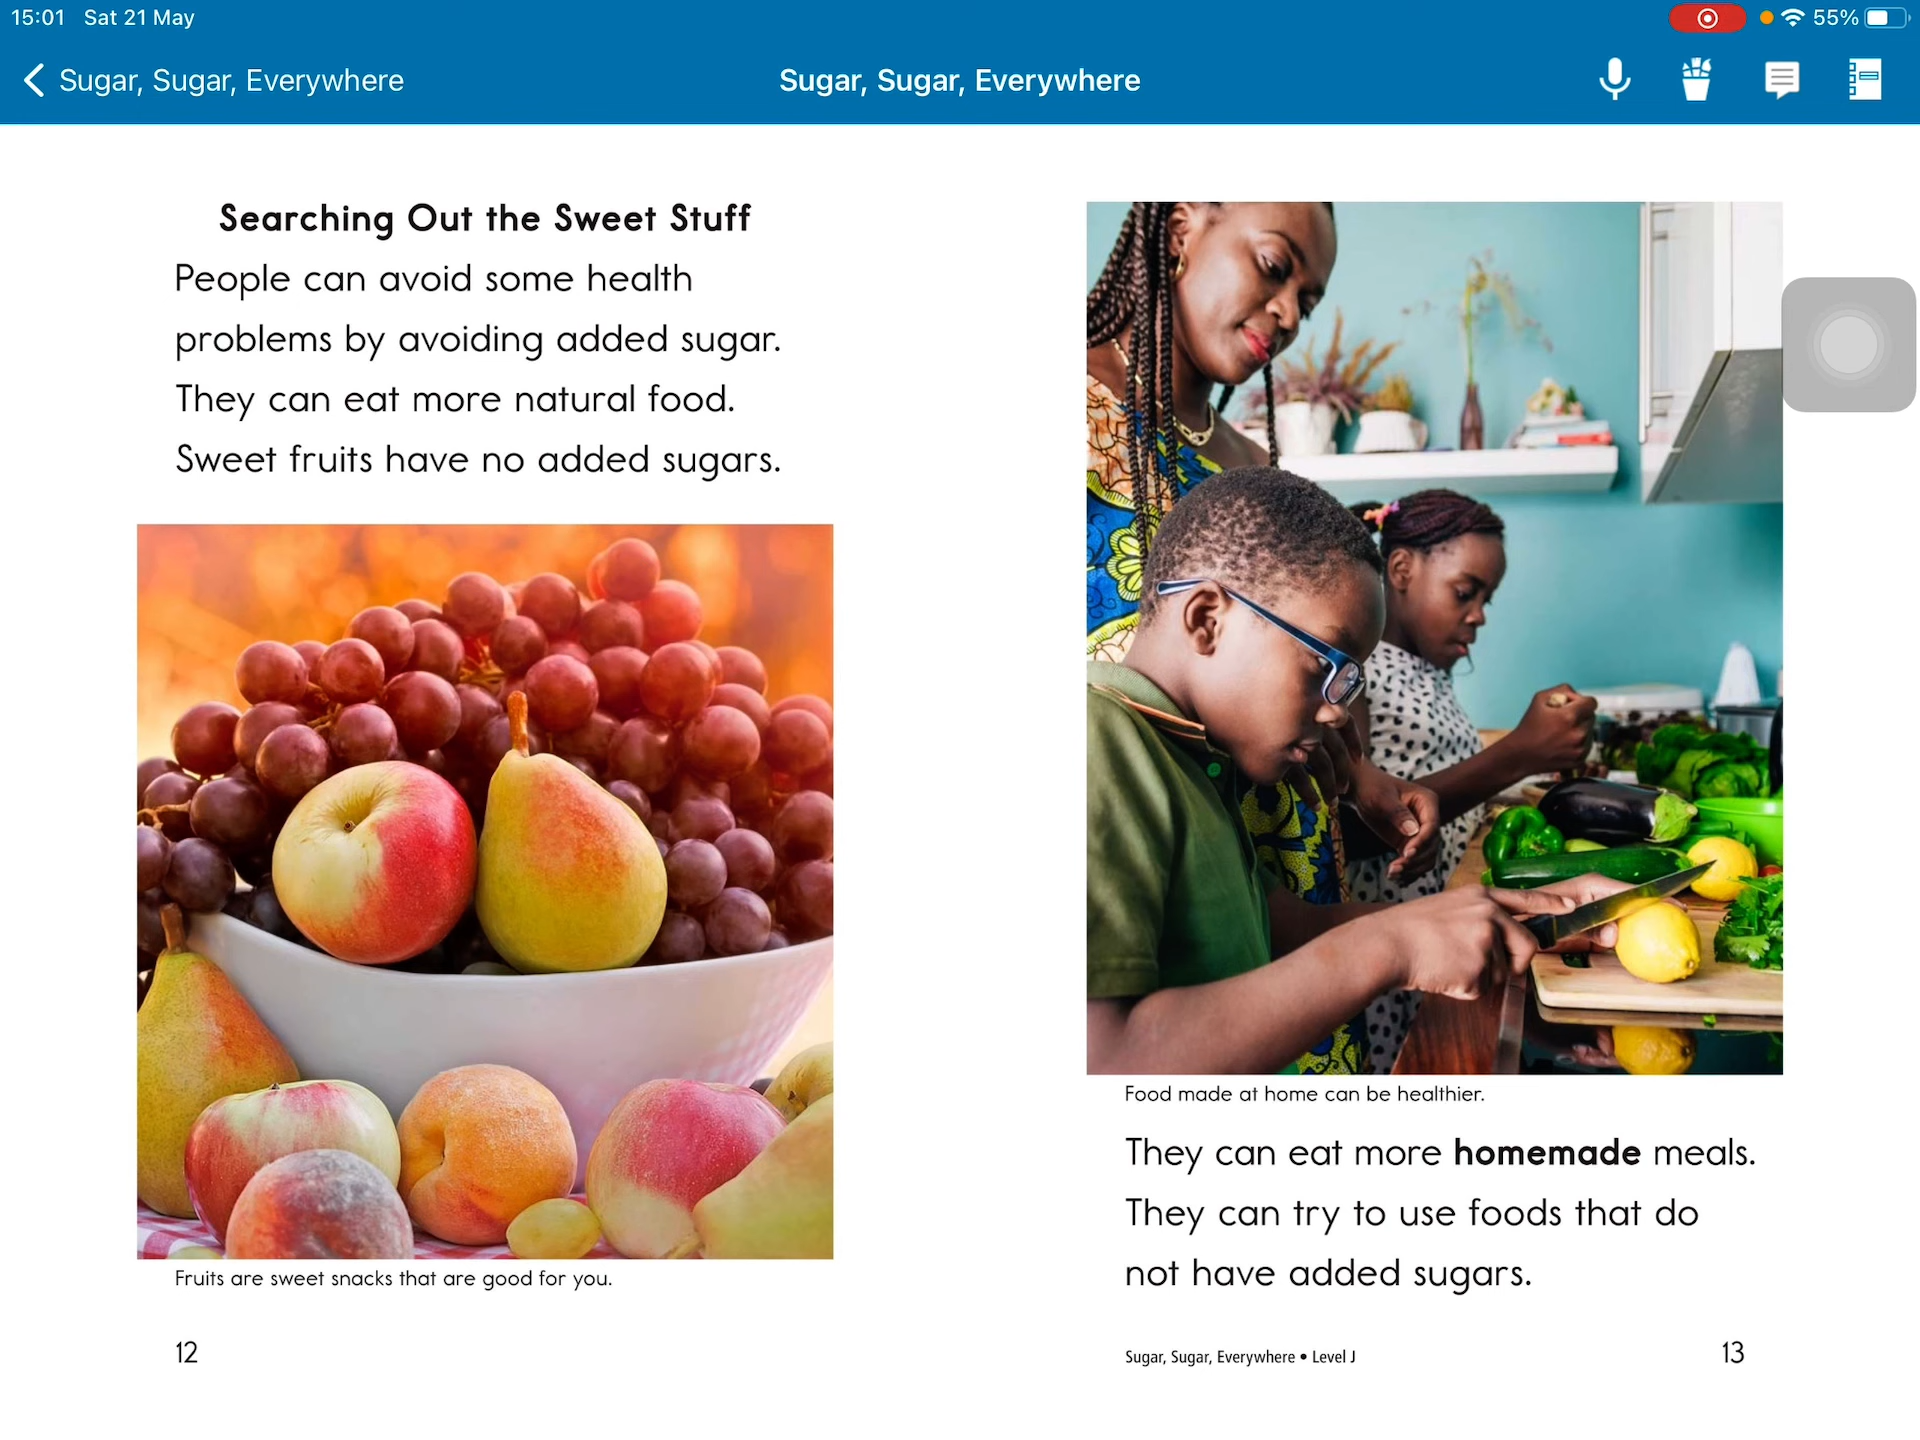 15:01 Sat 21 May
55%
Sugar, Sugar, Everywhere
Sugar, Sugar, Everywhere
Searching Out the Sweet Stuff
People can avoid some health
problems by avoiding added sugar.
They can eat more natural food.
Sweet fruits have no added sugars.
Fruits are sweet snacks that are good for you.
12
Food made at home can be healthier.
They can eat more homemade meals.
They can try to use foods that do
not have added sugars.
Sugar, Sugar, Everywhere • Level J
13